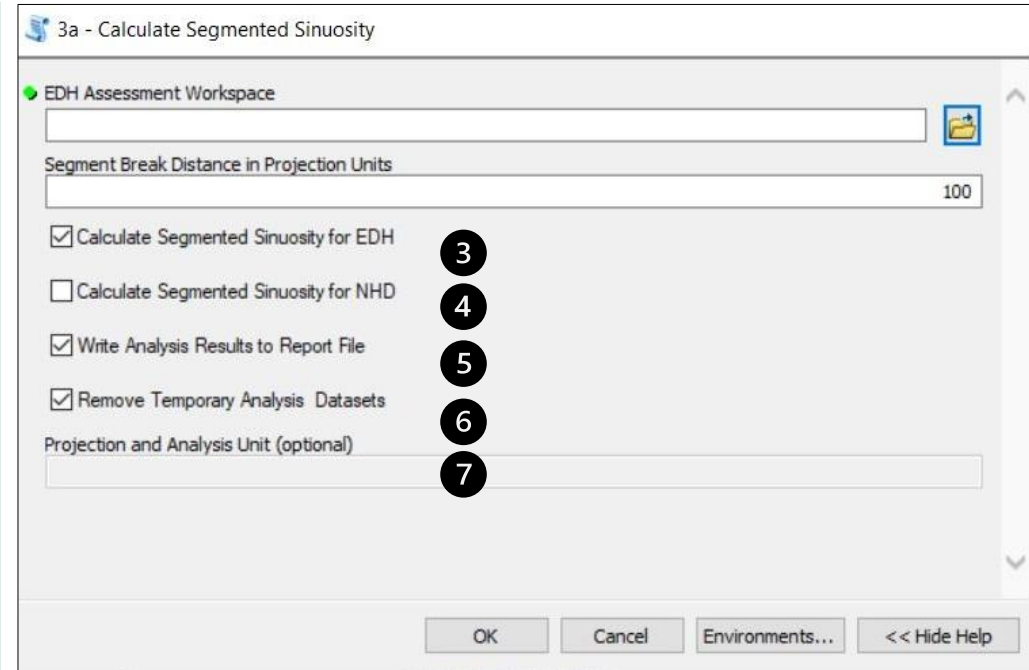 3a - Calculate Segmented Sinuosity
EDH Assessment Workspace
Segment Break Distance in Projection Units
100
Calculate Segmented Sinuosity for EDH
3
Calculate Segmented Sinuosity for NHD
4
Write Analysis Results to Report File
5
Remove Temporary Analysis Datasets
6
Projection and Analysis Unit (optional)
7
OK Cancel Environments... << Hide Help